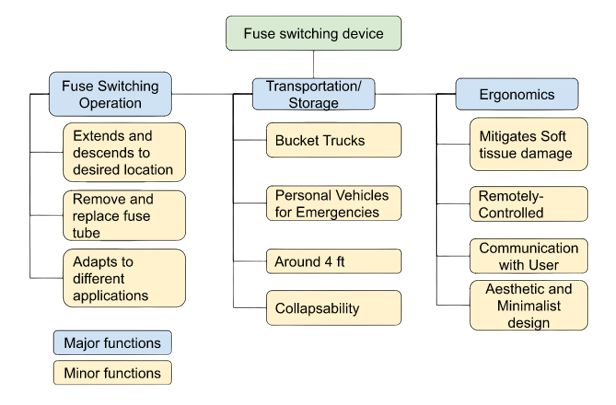 Fuse switching device
Fuse Switching
Operation
Extends and
descends to
desired location
Remove and
replace fuse
tube
Adapts to
different
applications
Transportation/
Storage
Bucket Trucks
Personal Vehicles
for Emergencies
Around 4 ft
Collapsability
Ergonomics
Mitigates Soft
tissue damage
Remotely-
Controlled
Communication
with User
Aesthetic and
Minimalist
design
Major functions
Minor functions